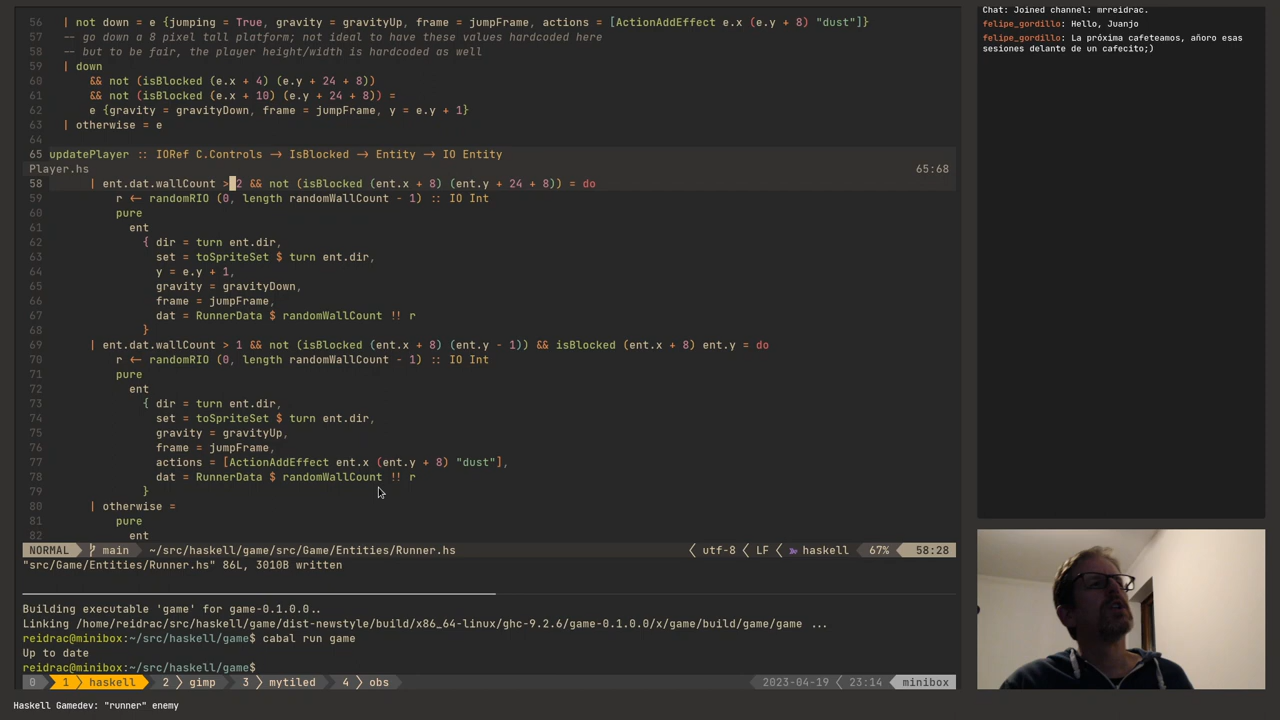 56   | not down = e {jumping = True, gravity = gravityUp, frame = jumpFrame, actions = [ActionAddEffect e.x (e.y + 8) "dust"]}
57   -- go down a 8 pixel tall platform; not ideal to have these values hardcoded here
58   -- but to be fair, the player height/width is hardcoded as well
59   | down
60       && not (isBlocked (e.x + 4) (e.y + 24 + 8))
61       && not (isBlocked (e.x + 10) (e.y + 24 + 8)) =
62       e {gravity = gravityDown, frame = jumpFrame, y = e.y + 1}
63   | otherwise = e
64
65 updatePlayer :: IORef C.Controls -> IsBlocked -> Entity -> IO Entity
Player.hs 65:68
58       | ent.dat.wallCount > 2 && not (isBlocked (ent.x + 8) (ent.y + 24 + 8)) = do
59           r <- randomRIO (0, length randomWallCount - 1) :: IO Int
60           pure
61             ent
62               { dir = turn ent.dir,
63                 set = toSpriteSet $ turn ent.dir,
64                 y = e.y + 1,
65                 gravity = gravityDown,
66                 frame = jumpFrame,
67                 dat = RunnerData $ randomWallCount !! r
68               }
69       | ent.dat.wallCount > 1 && not (isBlocked (ent.x + 8) (ent.y - 1)) && isBlocked (ent.x + 8) ent.y = do
70           r <- randomRIO (0, length randomWallCount - 1) :: IO Int
71           pure
72             ent
73               { dir = turn ent.dir,
74                 set = toSpriteSet $ turn ent.dir,
75                 gravity = gravityUp,
76                 frame = jumpFrame,
77                 actions = [ActionAddEffect ent.x (ent.y + 8) "dust"],
78                 dat = RunnerData $ randomWallCount !! r
79               }
80       | otherwise =
81           pure
82             ent
NORMAL main ~/src/haskell/game/src/Game/Entities/Runner.hs utf-8 LF haskell 67% 58:28
"src/Game/Entities/Runner.hs" 86L, 3010B written
Building executable 'game' for game-0.1.0.0..
Linking /home/reidrac/src/haskell/game/dist-newstyle/build/x86_64-linux/ghc-9.2.6/game-0.1.0.0/x/game/build/game/game ...
reidrac@minibox:~/src/haskell/game$ cabal run game
Up to date
reidrac@minibox:~/src/haskell/game$
0 1 haskell 2 gimp 3 mytiled 4 obs 2023-04-19 23:14 minibox
Haskell Gamedev: "runner" enemy
Chat: Joined channel: mrreidrac.
felipe_gordillo: Hello, Juanjo
felipe_gordillo: La próxima cafeteamos, añoro esas
sesiones delante de un cafecito;)